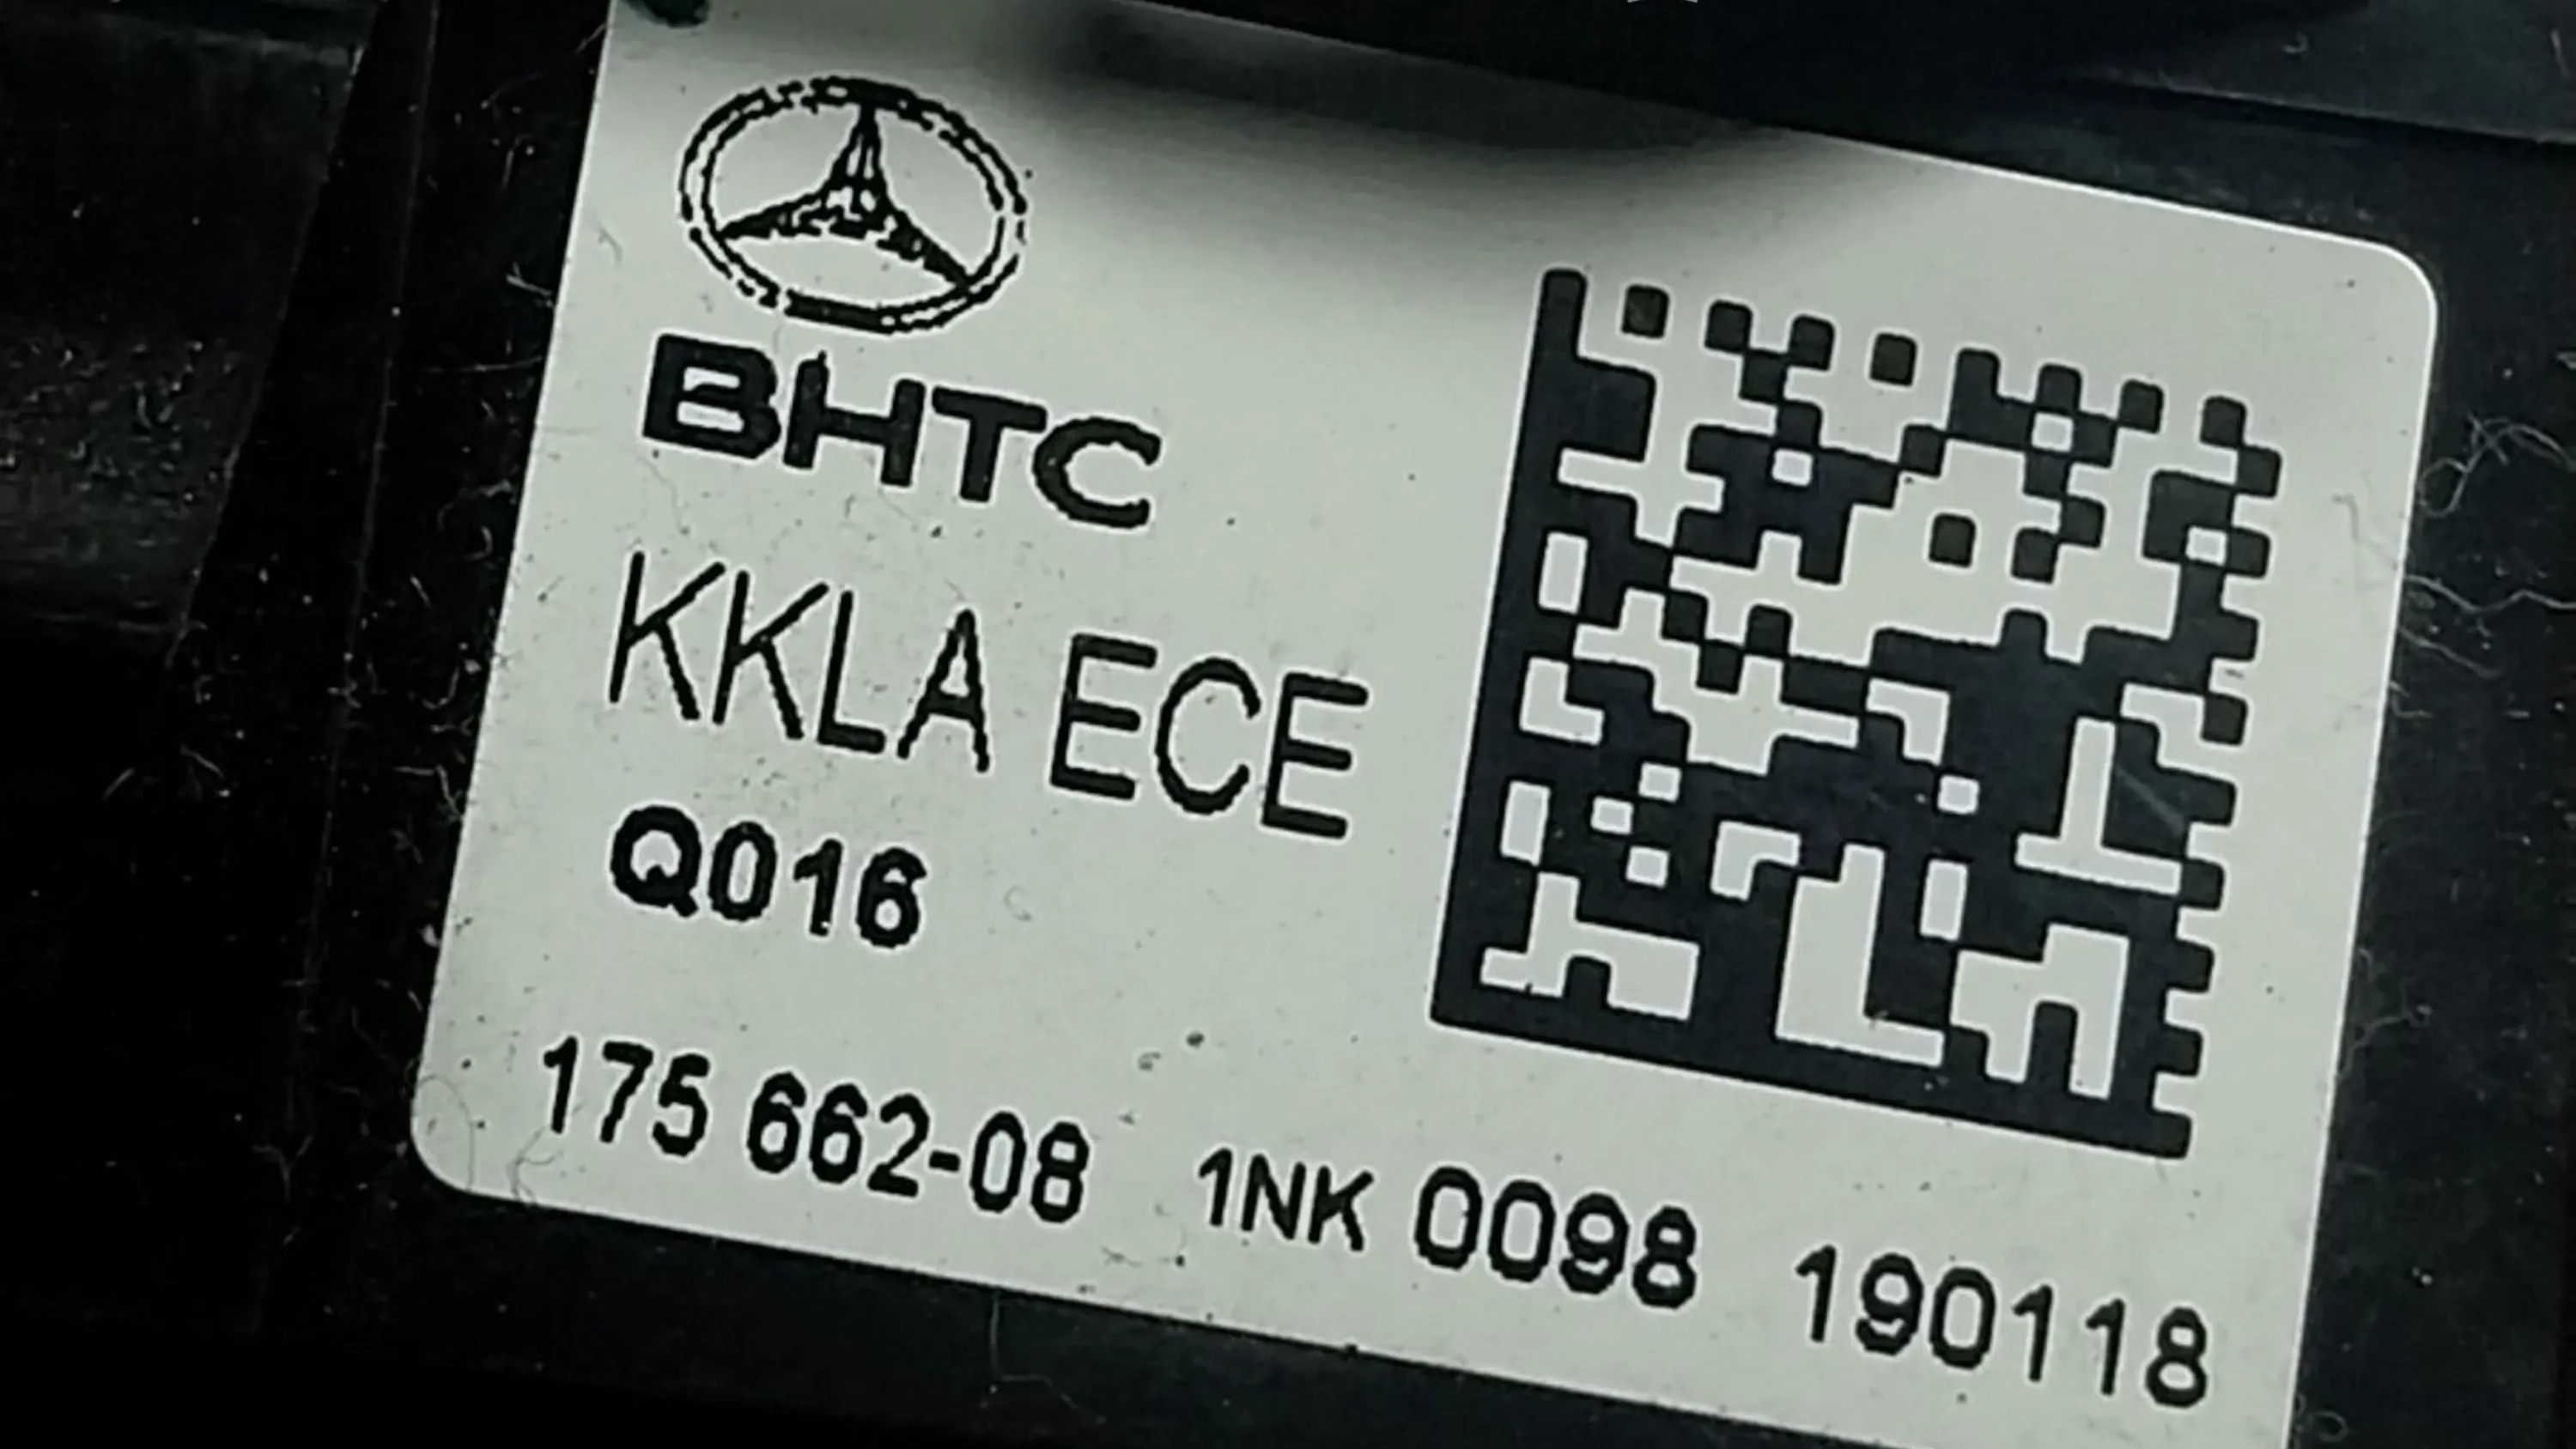 BHTC
KKLA ECE
Q016
175 662-08 1NK 0098 190118